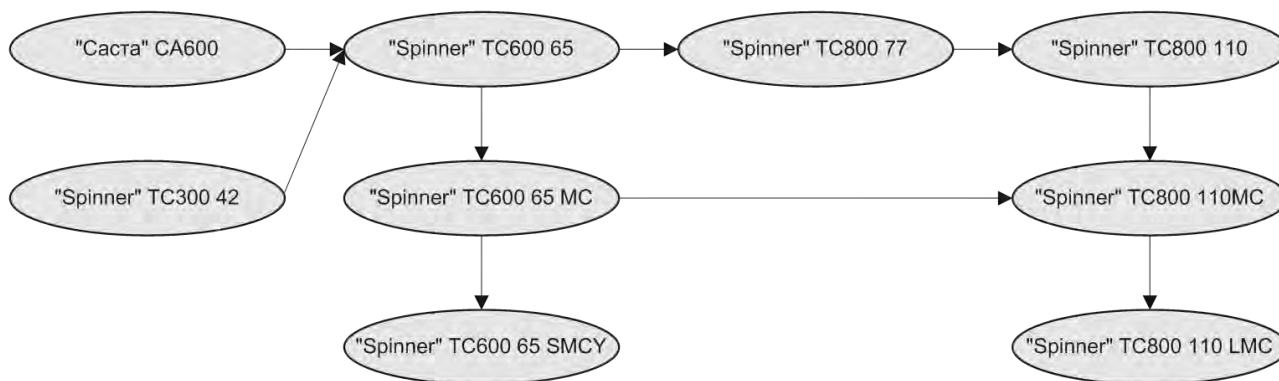 "Саста" СА600
"Spinner" TC600 65
"Spinner" TC800 77
"Spinner" TC800 110
"Spinner" TC300 42
"Spinner" TC600 65 MC
"Spinner" TC800 110MC
"Spinner" TC600 65 SMCY
"Spinner" TC800 110 LMC